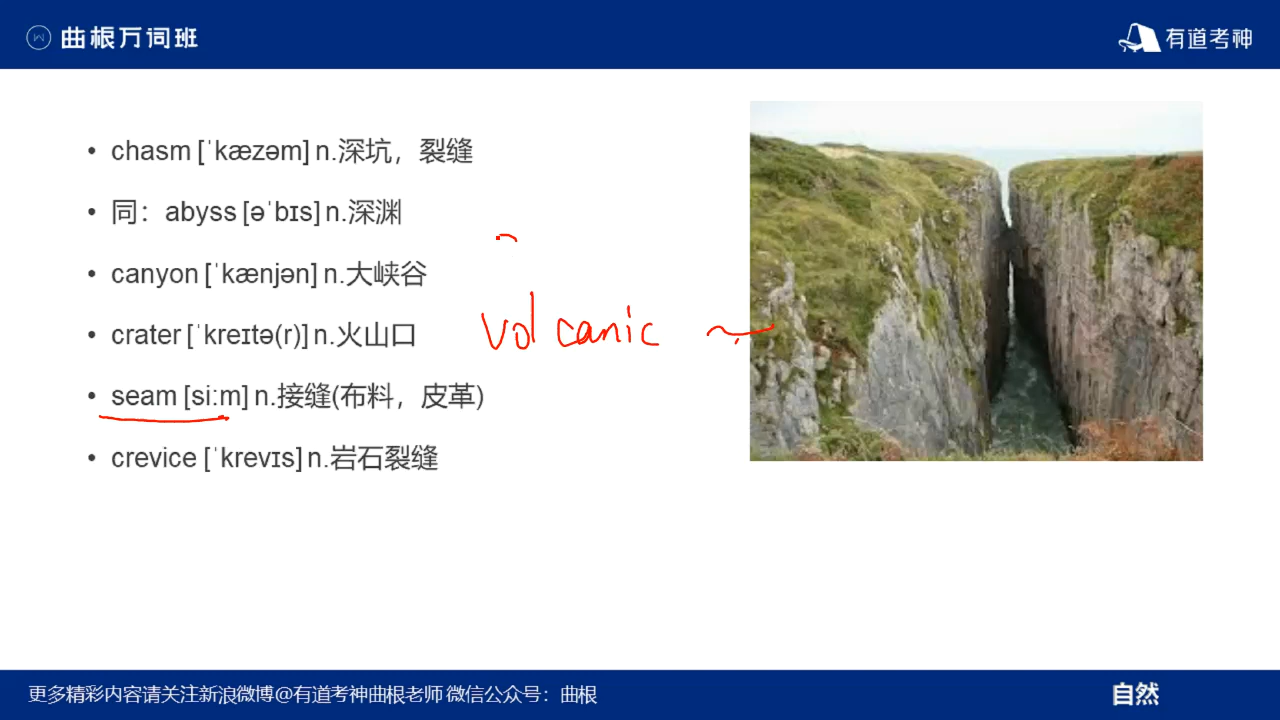 曲根万词班
有道考神
• chasm [ˈkæzəm] n.深坑，裂缝
• 同：abyss [əˈbɪs] n.深渊
• canyon [ˈkænjən] n.大峡谷
• crater [ˈkreɪtə(r)] n.火山口
volcanic ~
• seam [si:m] n.接缝(布料，皮革)
• crevice [ˈkrevɪs] n.岩石裂缝
更多精彩内容请关注新浪微博@有道考神曲根老师 微信公众号：曲根
自然